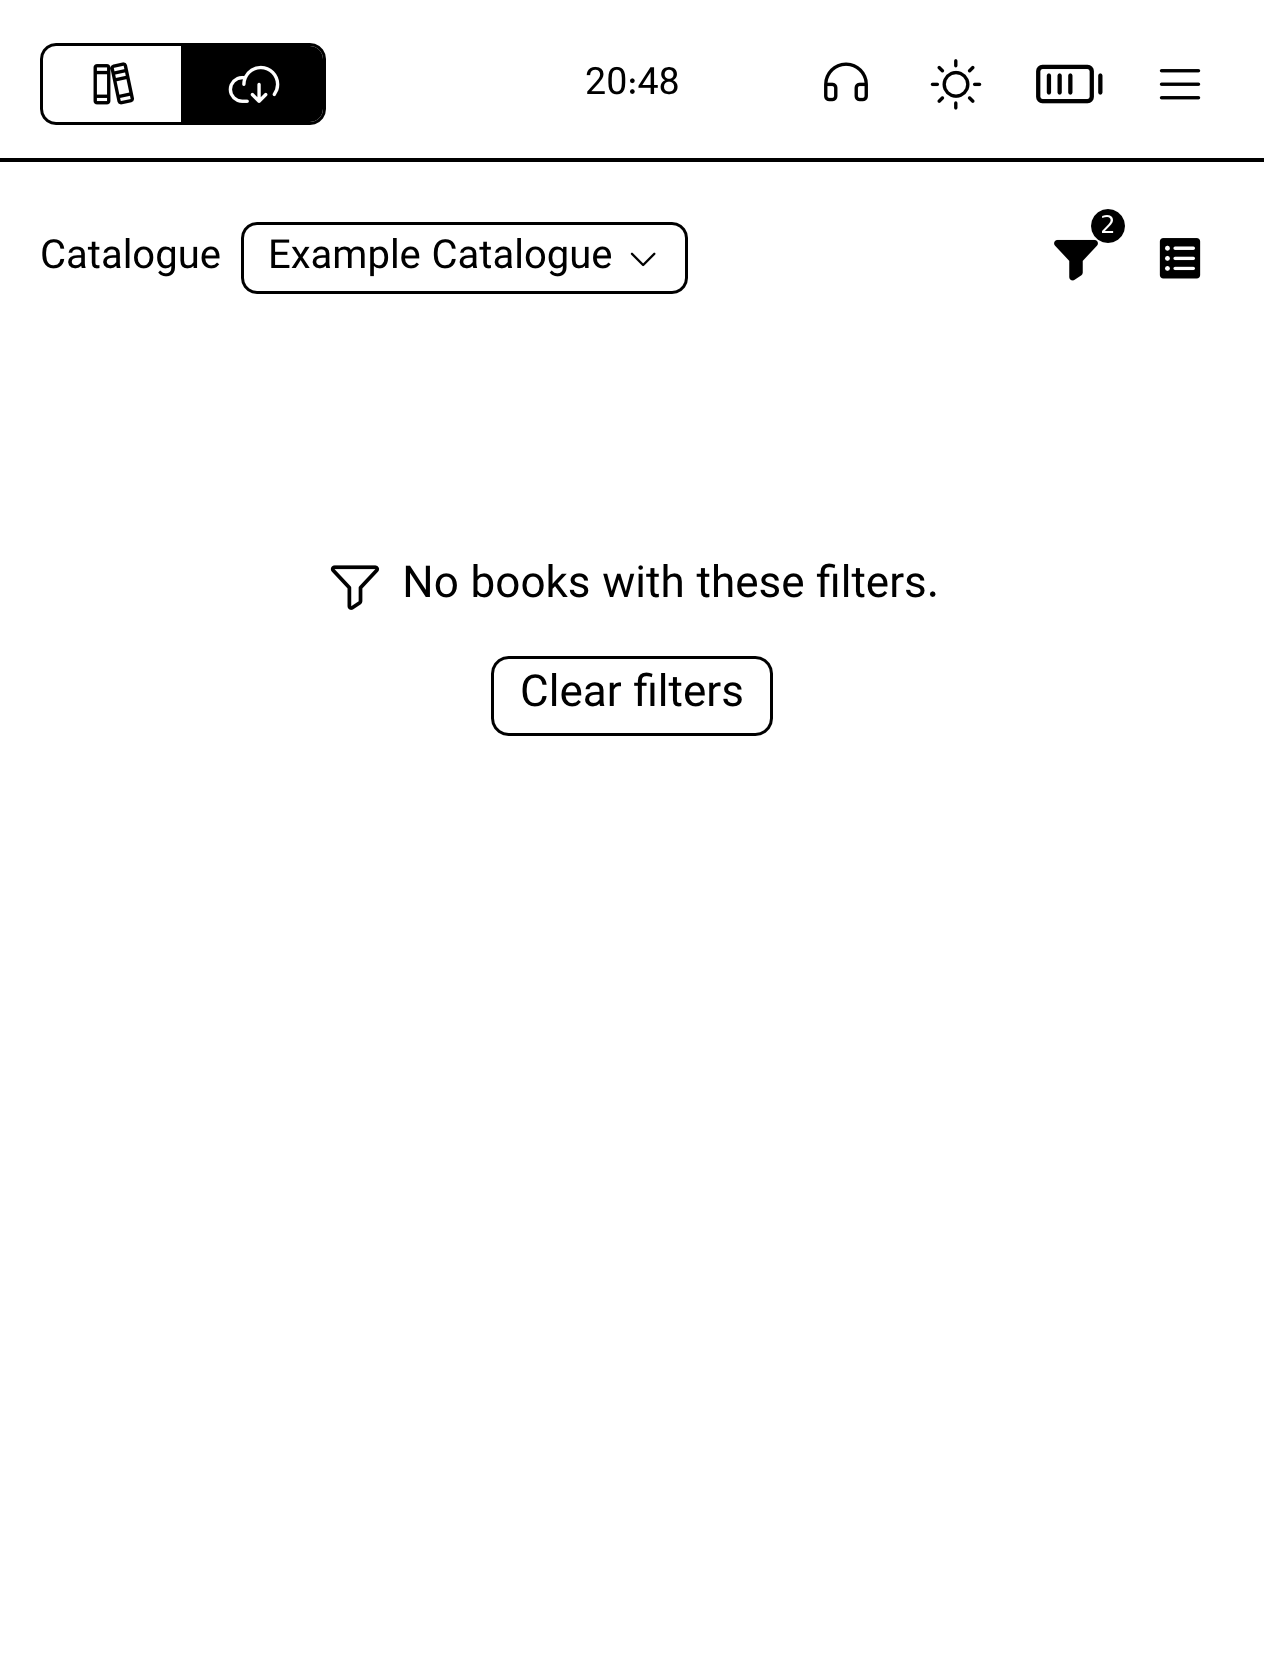 20:48
2
Catalogue Example Catalogue
No books with these filters.
Clear filters